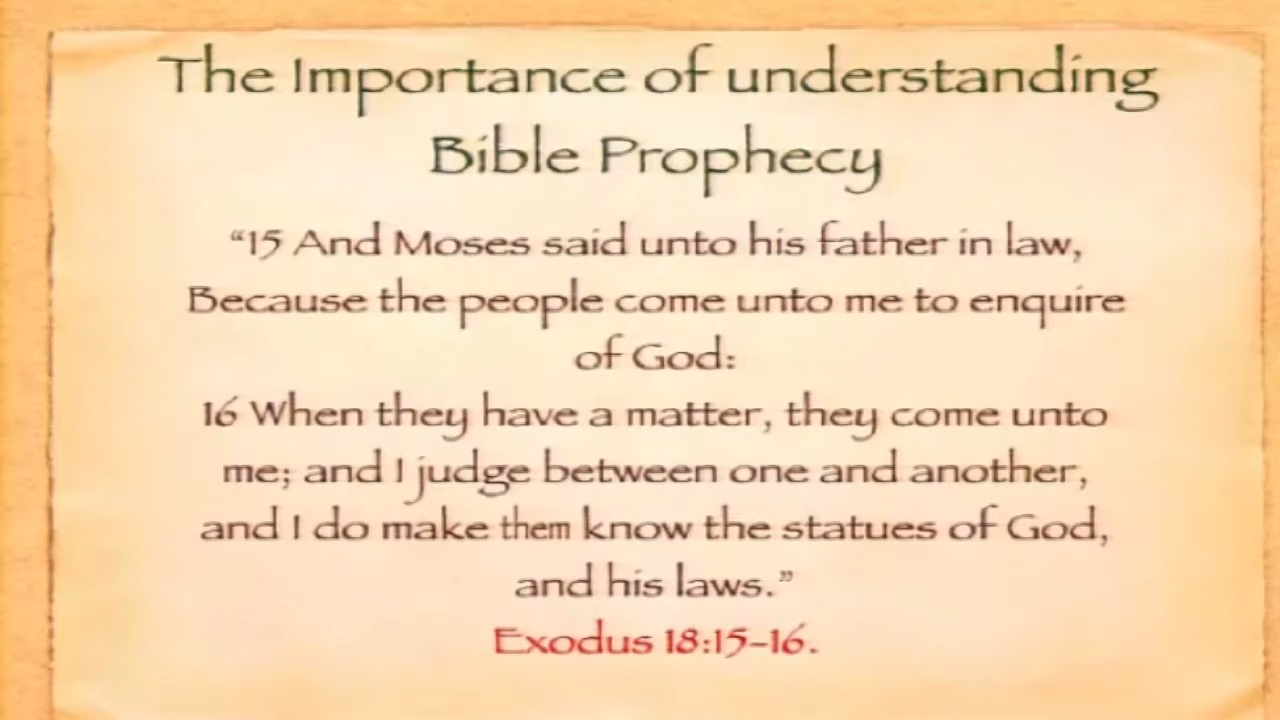 The Importance of understanding
Bible Prophecy
“15 And Moses said unto his father in law,
Because the people come unto me to enquire
of God:
16 When they have a matter, they come unto
me; and I judge between one and another,
and I do make them know the statues of God,
and his laws.”
Exodus 18:15-16.